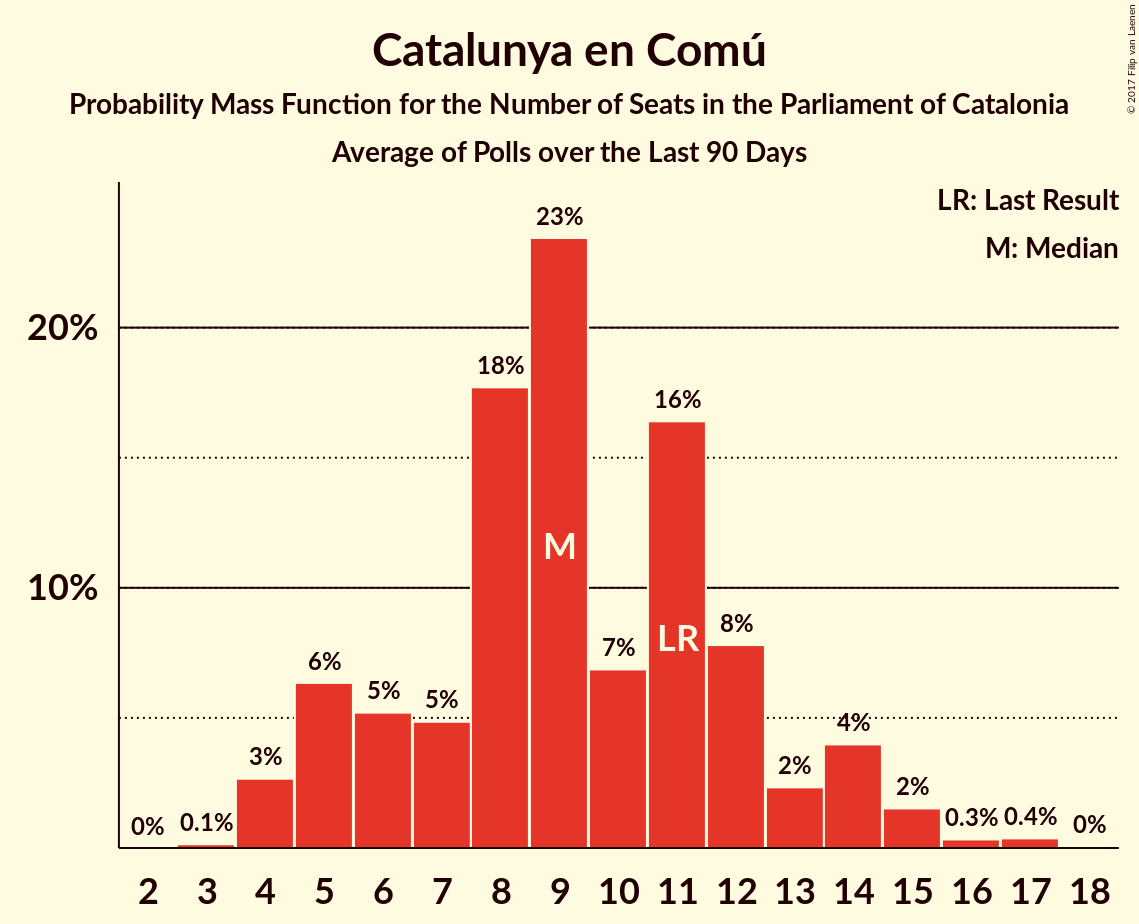 Catalunya en Comú
Probability Mass Function for the Number of Seats in the Parliament of Catalonia
Average of Polls over the Last 90 Days
© 2017 Filip van Laenen
LR: Last Result
M: Median
20%
10%
0%
0.1%
3%
6%
5%
5%
18%
23%
7%
16%
8%
2%
4%
2%
0.3%
0.4%
0%
M
LR
2 3 4 5 6 7 8 9 10 11 12 13 14 15 16 17 18